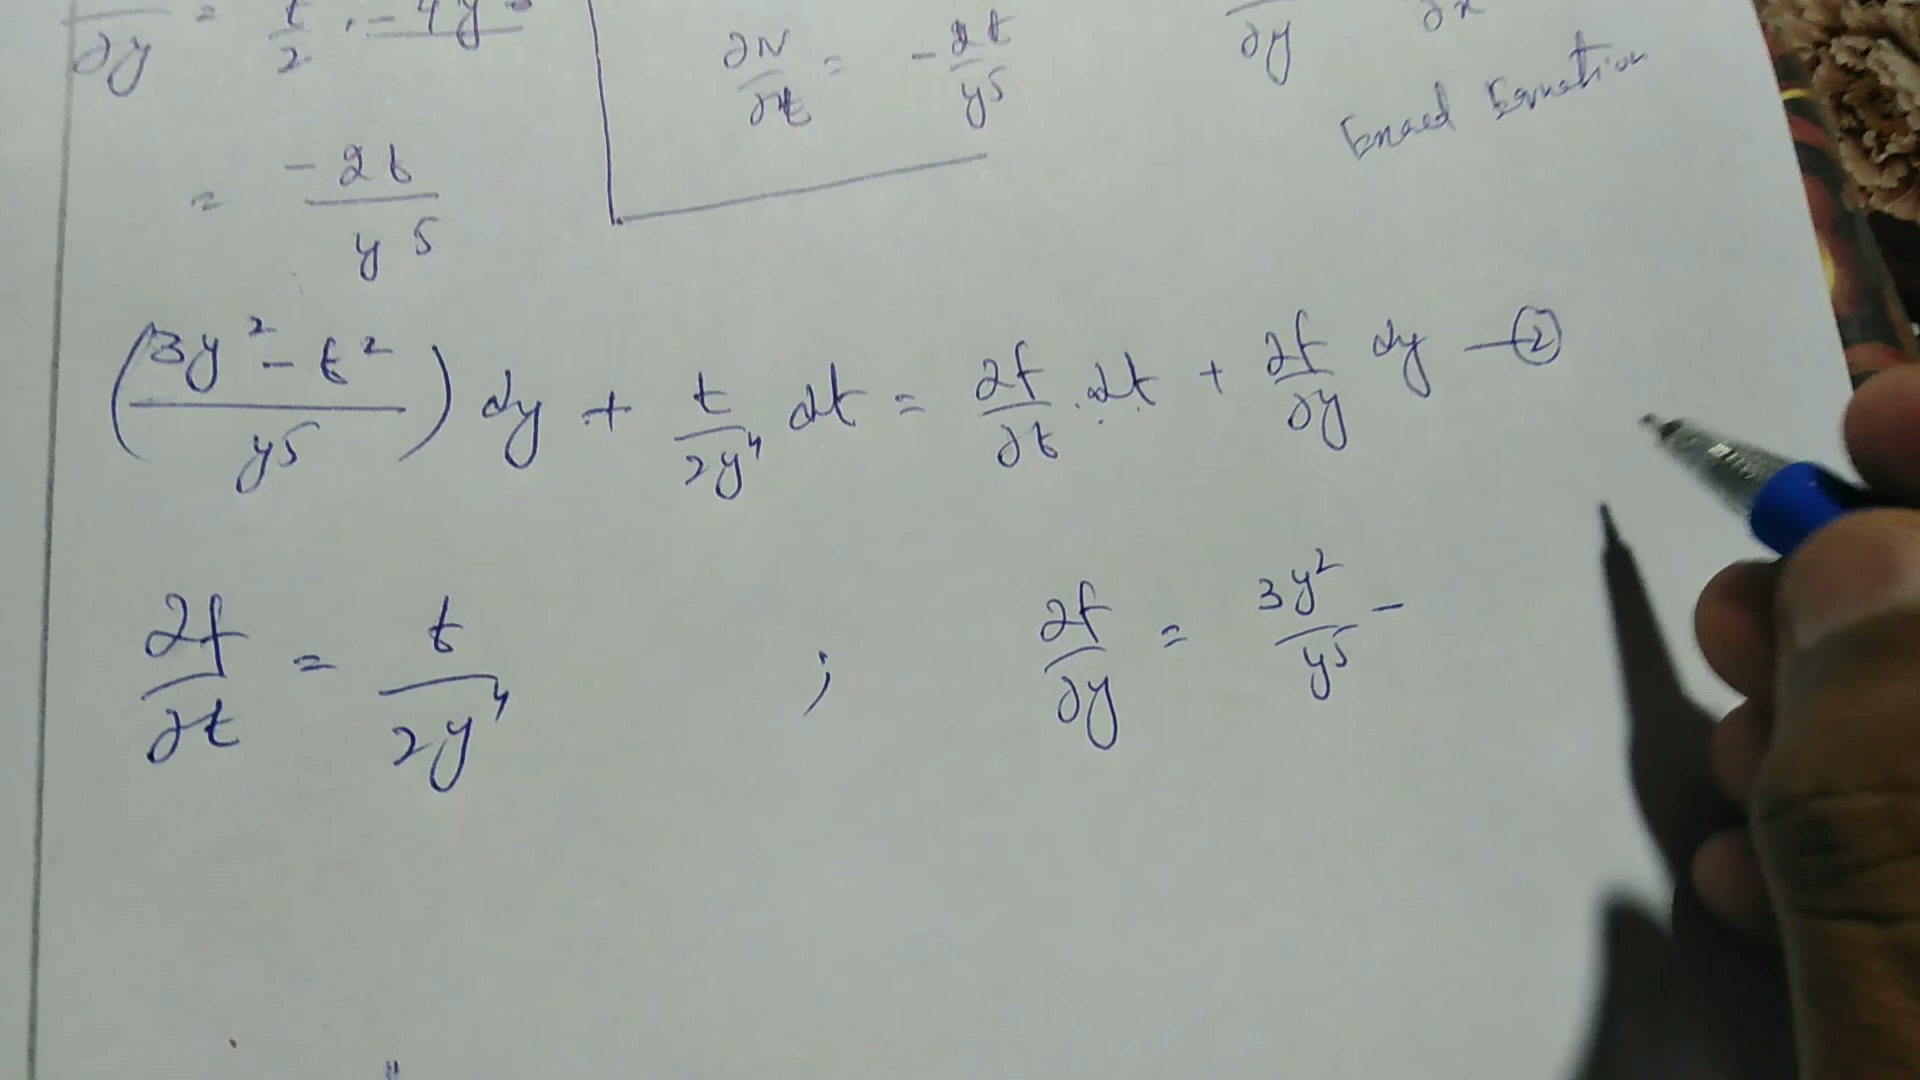 ∂y = t/2 . -4y
∂N/∂t = -2t/y5
∂y ∂x
Equation
= -2t/y5
(3y² - t²/y5) dy + t/2y⁴ dt = ∂f/∂t . dt + ∂f/∂y dy — ②
∂f/∂t = t/2y⁴ ; ∂f/∂y = 3y²/y5 -